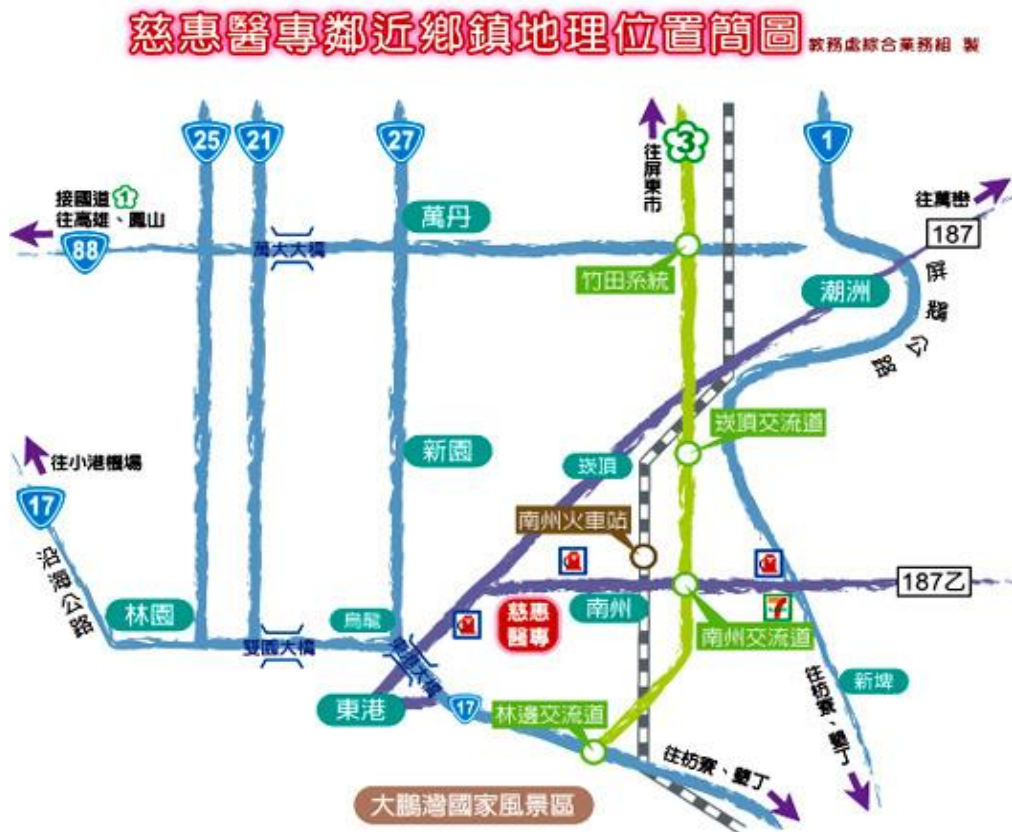 慈惠醫專鄰近鄉鎮地理位置簡圖 教務處綜合業務組 製
25
21
27
3
1
往屏東市
接國道 1
往高雄、鳳山
88
萬大大橋
萬丹
竹田系統
往萬巒
187
潮洲
屏鵝公路
往小港機場
17
沿海公路
新園
崁頂
崁頂交流道
南州火車站
187乙
林園
烏龍
慈惠
醫專
南州
7
南州交流道
雙園大橋
東港大橋
東港
17
林邊交流道
新埤
往枋寮、墾丁
往枋寮、墾丁
大鵬灣國家風景區